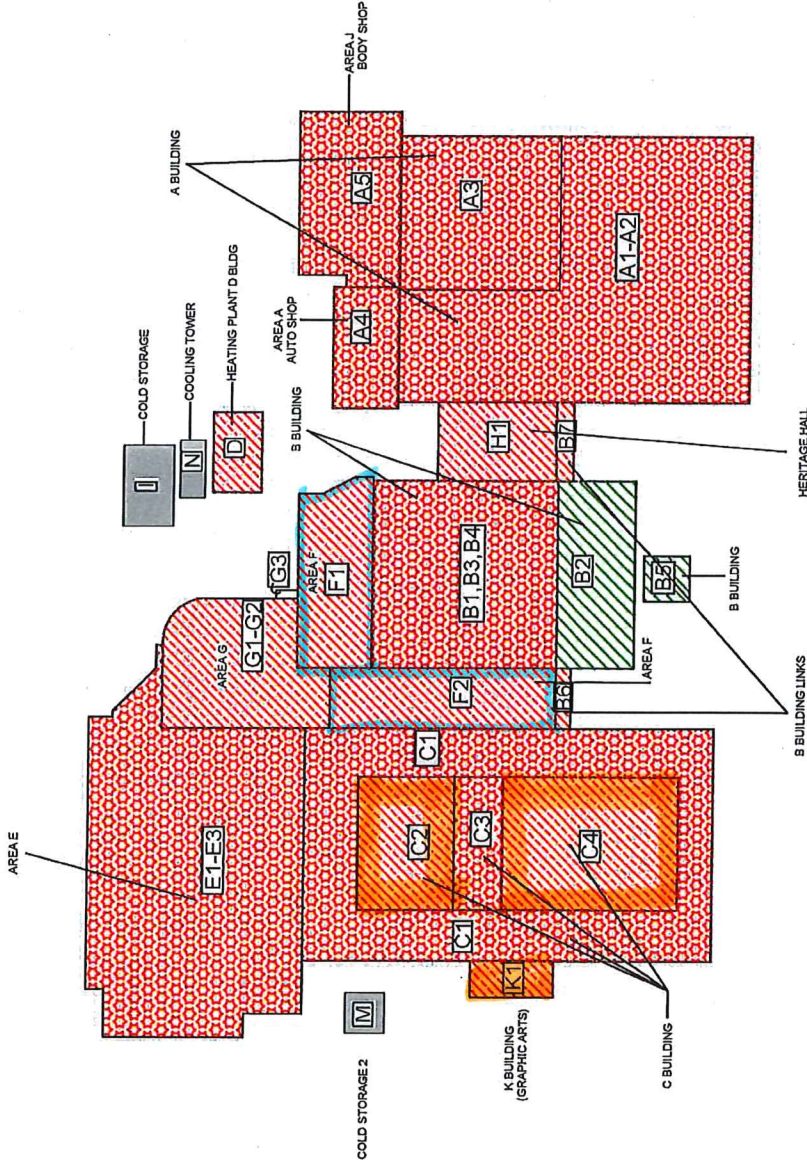 AREA J
BODY SHOP
A BUILDING
A5
A3
A1-A2
A4
AREA A
AUTO SHOP
HEATING PLANT D BLDG
COOLING TOWER
COLD STORAGE
I
N
D
B BUILDING
H1
B7
HERITAGE HALL
G3
AREA F
F1
B1, B3, B4
B2
B5
B BUILDING
G1-G2
AREA G
F2
B6
AREA F
B BUILDING LINKS
AREA E
E1-E3
C1
C2
C3
C4
C1
K1
M
COLD STORAGE 2
K BUILDING
(GRAPHIC ARTS)
C BUILDING